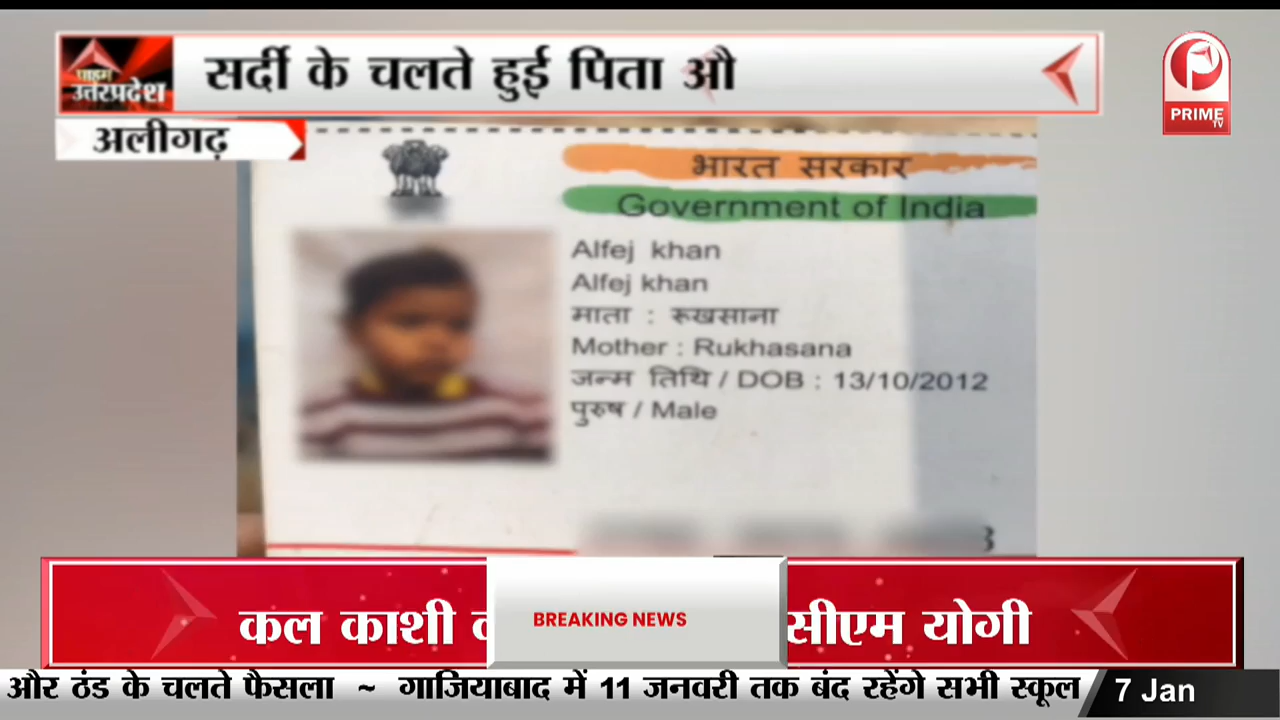 प्राइम
उत्तरप्रदेश
सर्दी के चलते हुई पिता औ
PRIME
TV
अलीगढ़
भारत सरकार
Government of India
Alfej khan
Alfej khan
माता : रूखसाना
Mother : Rukhasana
जन्म तिथि / DOB : 13/10/2012
पुरुष / Male
3
कल काशी
BREAKING NEWS
सीएम योगी
और ठंड के चलते फैसला ~ गाजियाबाद में 11 जनवरी तक बंद रहेंगे सभी स्कूल
7 Jan